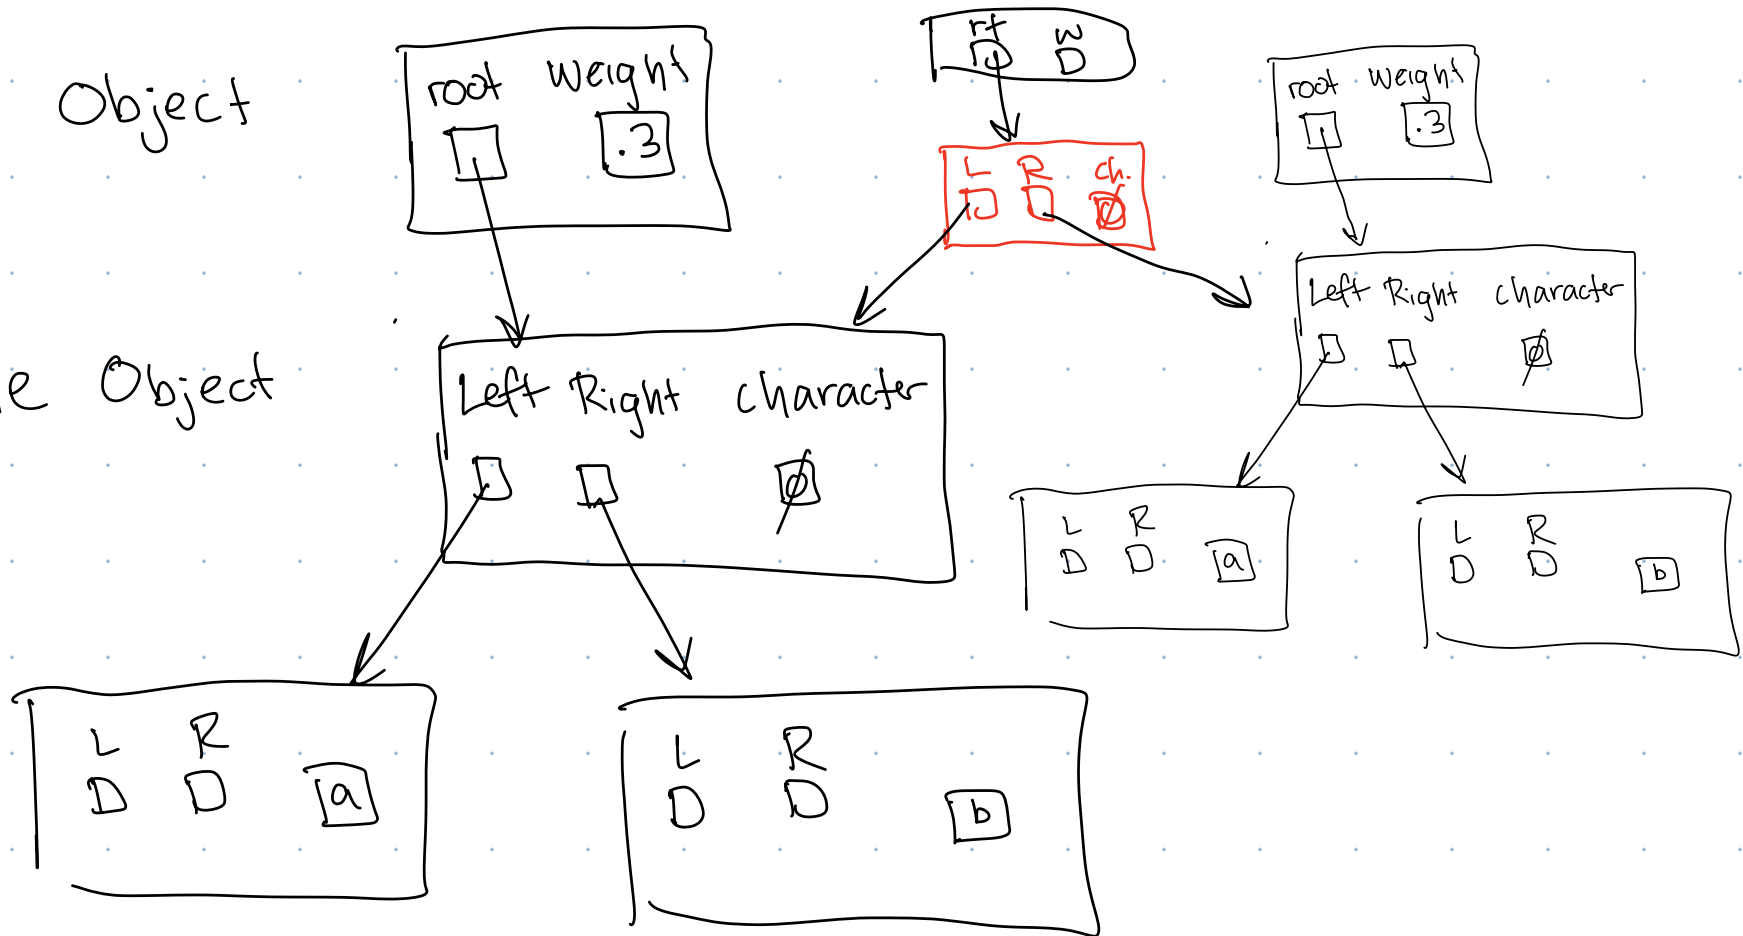 Object
root weight
.3
rt w
root weight
.3
L R ch.
Ø
Left Right character
Ø
e Object
Left Right character
Ø
L R
a
L R
b
L R
a
L R
b